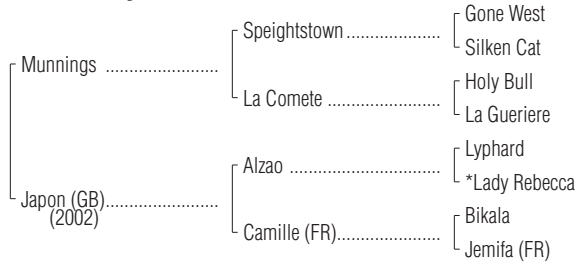 Gone West
Speightstown ....................
Silken Cat
Munnings ........................
Holy Bull
La Comete .......................
La Gueriere
Lyphard
Alzao ................................
*Lady Rebecca
Japon (GB)........................
(2002)
Bikala
Camille (FR)......................
Jemifa (FR)